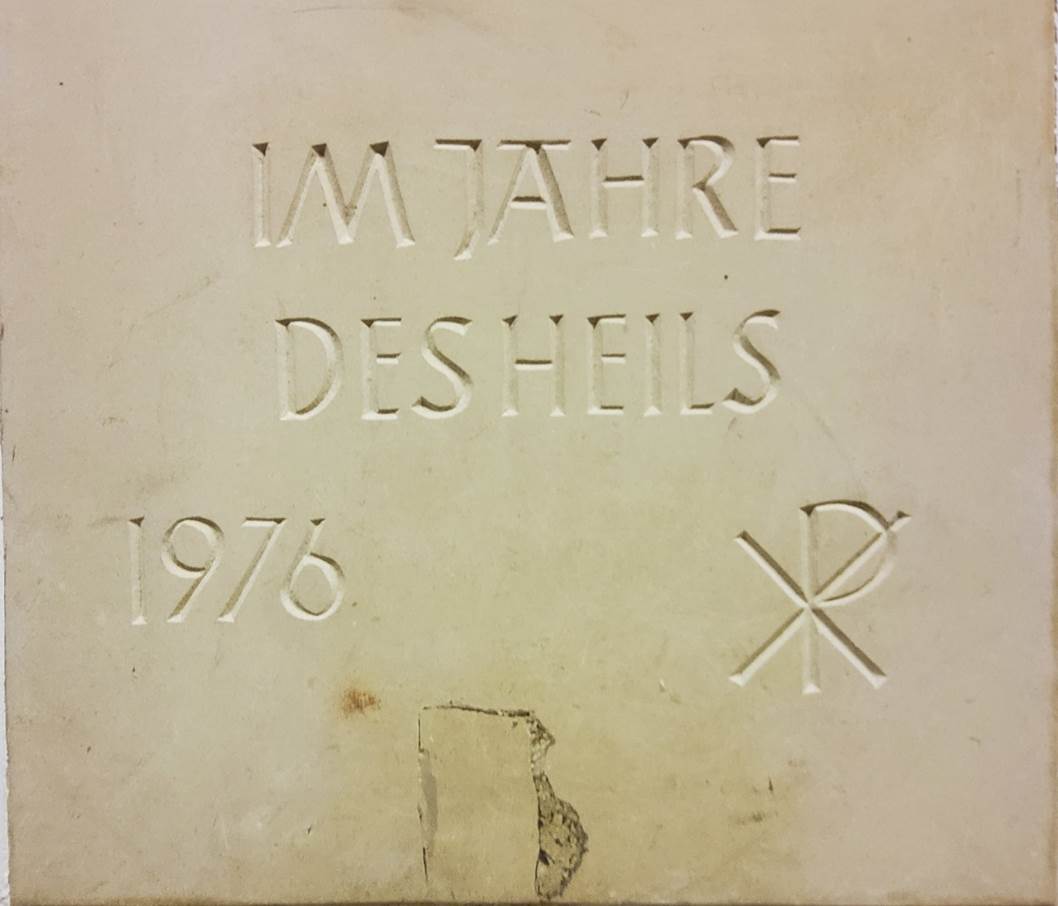 IM JAHRE
DES HEILS
1976 ☧